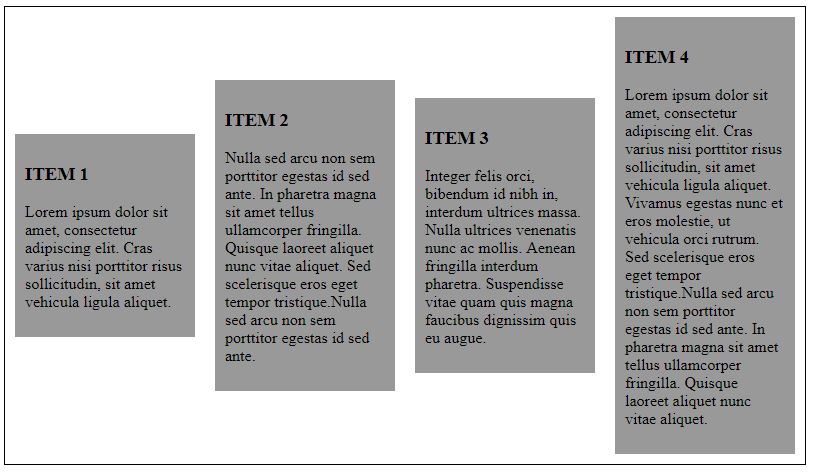 ITEM 1
Lorem ipsum dolor sit
amet, consectetur
adipiscing elit. Cras
varius nisi porttitor risus
sollicitudin, sit amet
vehicula ligula aliquet.
ITEM 2
Nulla sed arcu non sem
porttitor egestas id sed
ante. In pharetra magna
sit amet tellus
ullamcorper fringilla.
Quisque laoreet aliquet
nunc vitae aliquet. Sed
scelerisque eros eget
tempor tristique.Nulla
sed arcu non sem
porttitor egestas id sed
ante.
ITEM 3
Integer felis orci,
bibendum id nibh in,
interdum ultrices massa.
Nulla ultrices venenatis
nunc ac mollis. Aenean
fringilla interdum
pharetra. Suspendisse
vitae quam quis magna
faucibus dignissim quis
eu augue.
ITEM 4
Lorem ipsum dolor sit
amet, consectetur
adipiscing elit. Cras
varius nisi porttitor risus
sollicitudin, sit amet
vehicula ligula aliquet.
Vivamus egestas nunc et
eros molestie, ut
vehicula orci rutrum.
Sed scelerisque eros
eget tempor
tristique.Nulla sed arcu
non sem porttitor
egestas id sed ante. In
pharetra magna sit amet
tellus ullamcorper
fringilla. Quisque
laoreet aliquet nunc
vitae aliquet.